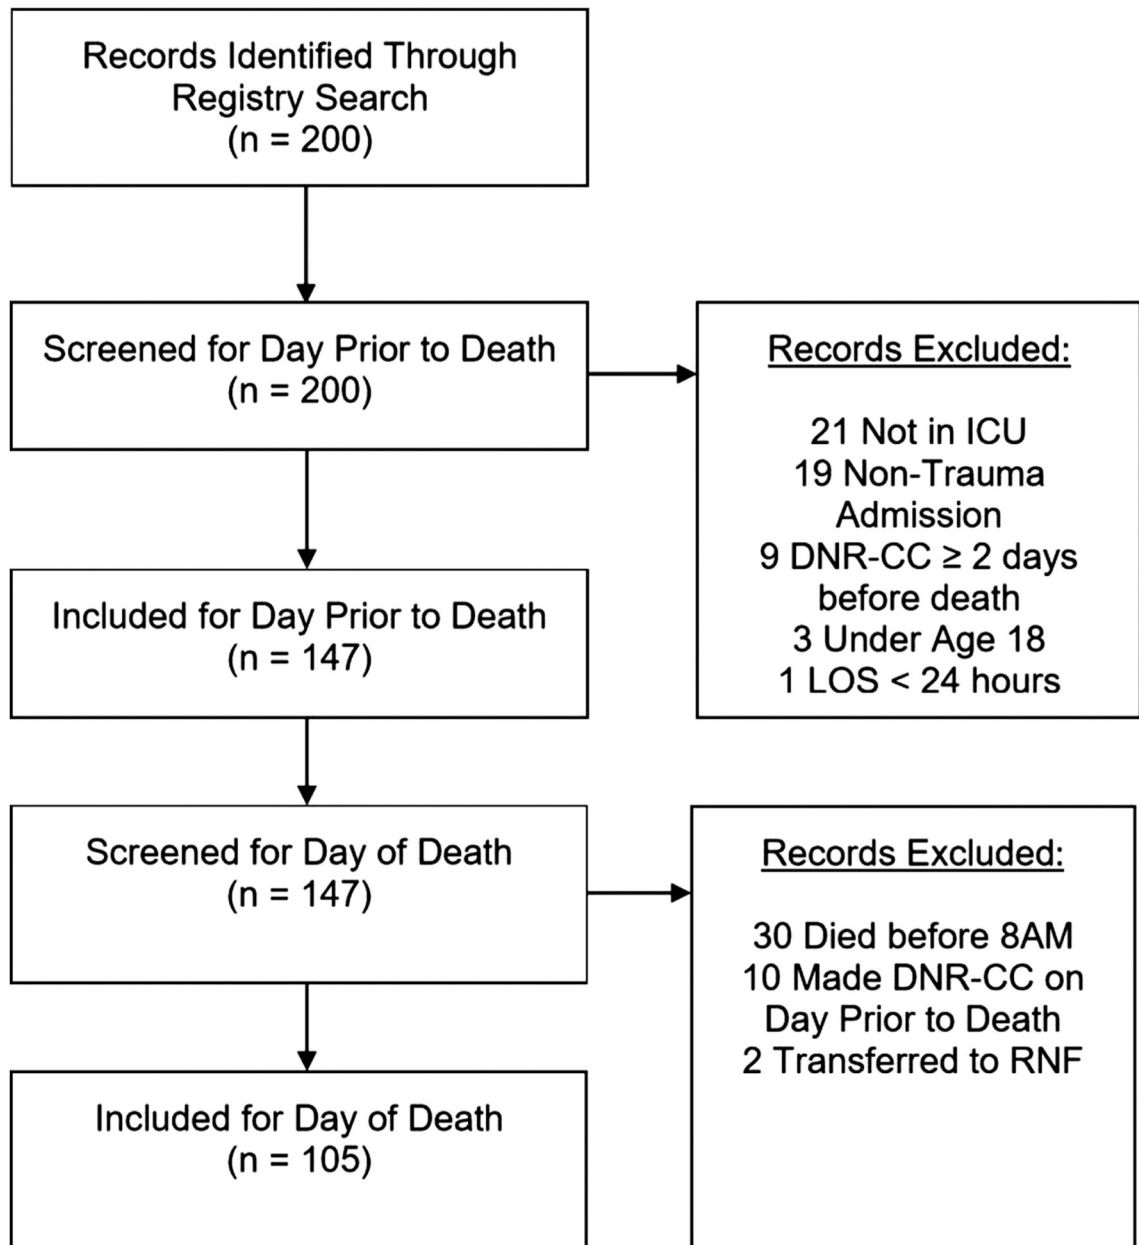 Records Identified Through
Registry Search
(n = 200)
Screened for Day Prior to Death
(n = 200)
Records Excluded:
21 Not in ICU
19 Non-Trauma
Admission
9 DNR-CC ≥ 2 days
before death
3 Under Age 18
1 LOS < 24 hours
Included for Day Prior to Death
(n = 147)
Screened for Day of Death
(n = 147)
Records Excluded:
30 Died before 8AM
10 Made DNR-CC on
Day Prior to Death
2 Transferred to RNF
Included for Day of Death
(n = 105)